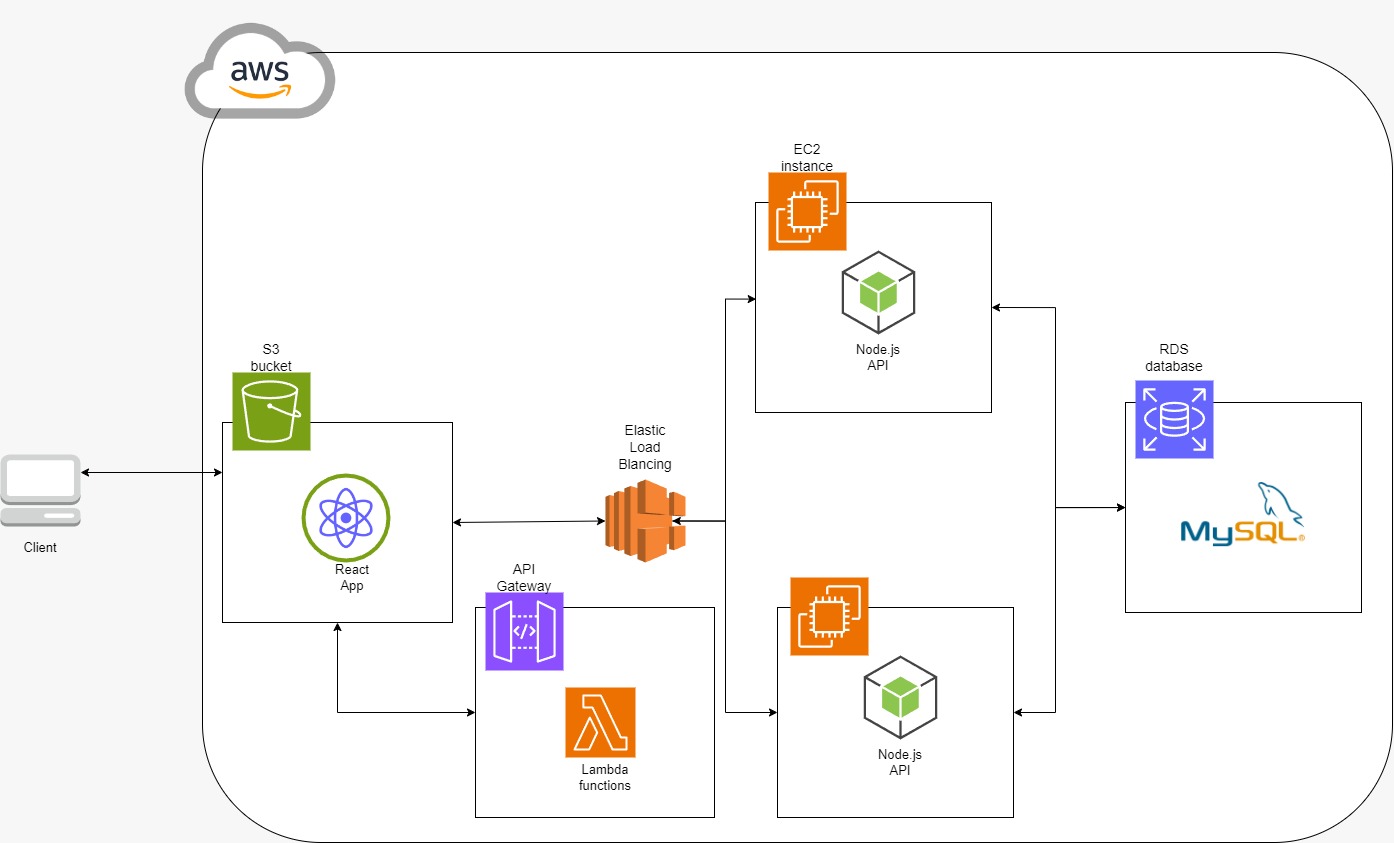 aws
EC2
instance
Node.js
API
S3
bucket
RDS
database
Elastic
Load
Blancing
MySQL®
Client
React
App
API
Gateway
</>
Lambda
functions
Node.js
API